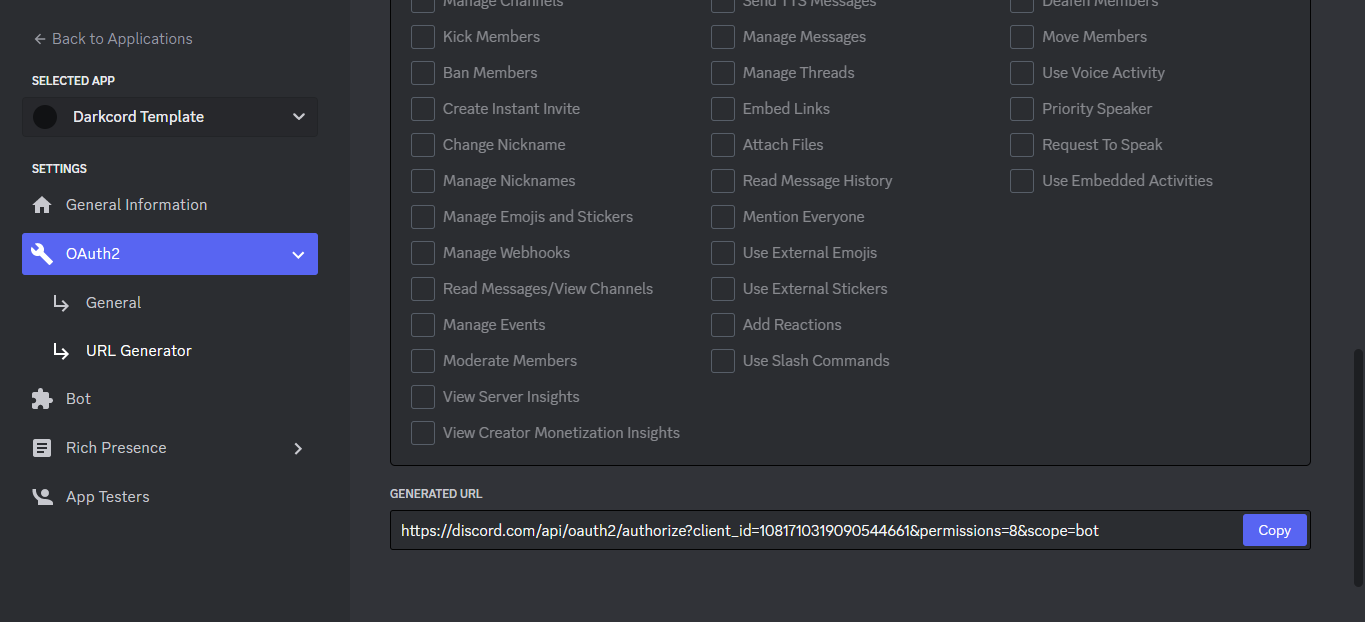 Back to Applications
SELECTED APP
Darkcord Template
SETTINGS
General Information
OAuth2
General
URL Generator
Bot
Rich Presence
App Testers
Manage Channels
Kick Members
Ban Members
Create Instant Invite
Change Nickname
Manage Nicknames
Manage Emojis and Stickers
Manage Webhooks
Read Messages/View Channels
Manage Events
Moderate Members
View Server Insights
View Creator Monetization Insights
Send TTS Messages
Manage Messages
Manage Threads
Embed Links
Attach Files
Read Message History
Mention Everyone
Use External Emojis
Use External Stickers
Add Reactions
Use Slash Commands
Deafen Members
Move Members
Use Voice Activity
Priority Speaker
Request To Speak
Use Embedded Activities
GENERATED URL
https://discord.com/api/oauth2/authorize?client_id=1081710319090544661&permissions=8&scope=bot
Copy